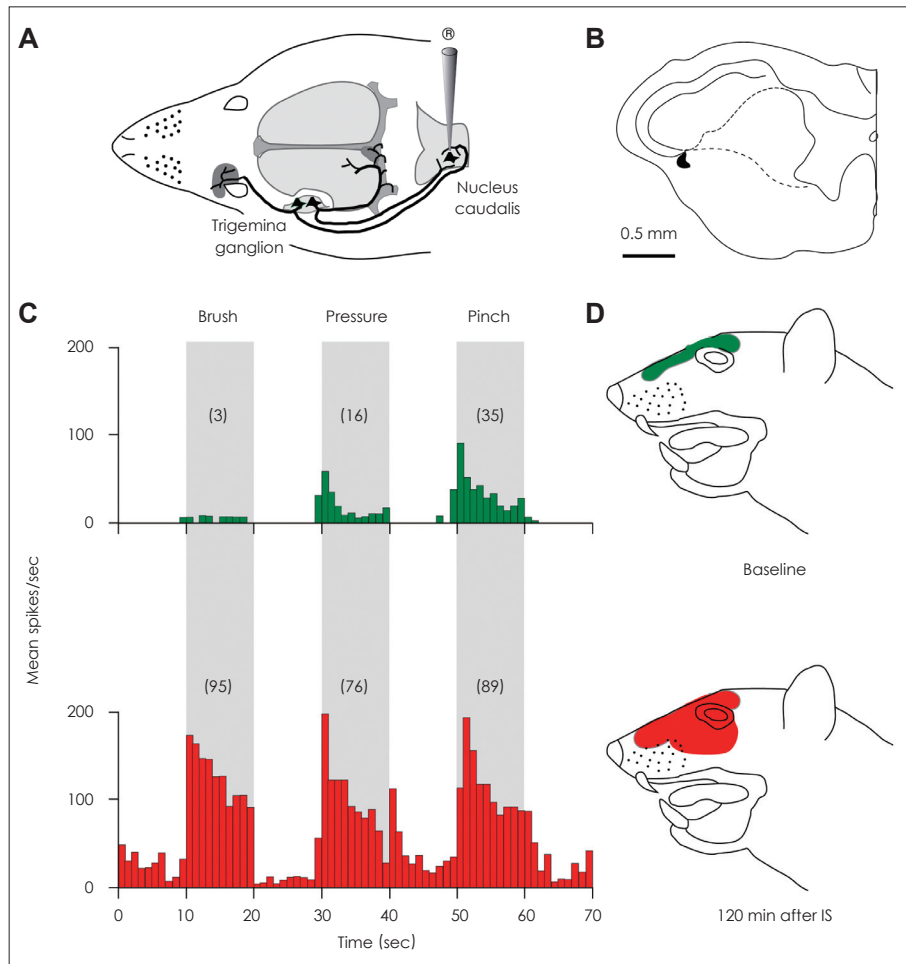 A
B
®
Nucleus
caudalis
Trigemina
ganglion
0.5 mm
C
D
Brush
Pressure
Pinch
200
(3)
(16)
(35)
100
0
Baseline
Mean spikes/sec
(95)
(76)
(89)
200
100
0
0
10
20
30
40
50
60
70
Time (sec)
120 min after IS